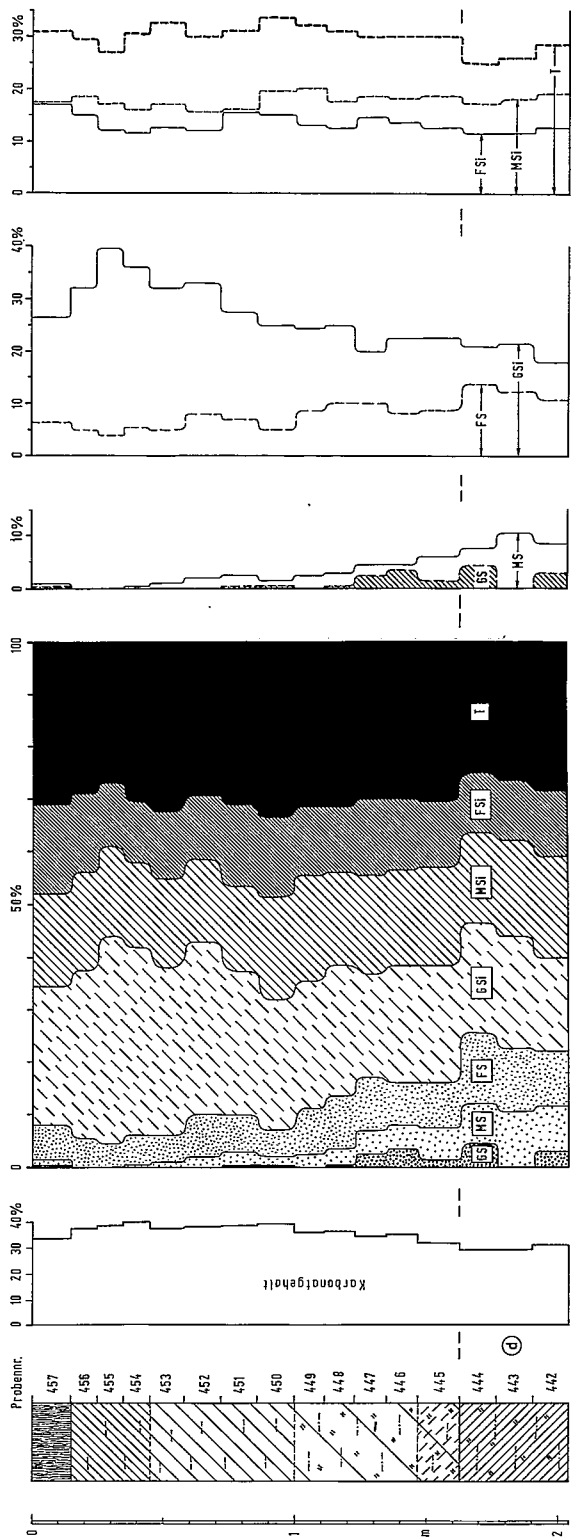 0
1
m
2
Probennr.
457
456
455
454
453
452
451
450
449
448
447
446
445
444
443
442
d
0
10
20
30
40%
Karbonatgehalt
0
50%
100
GS
MS
FS
GSi
MSi
FSi
T
0
10%
GS
MS
0
10
20
30
40%
FS
GSi
0
10
20
30%
FSi
MSi
T